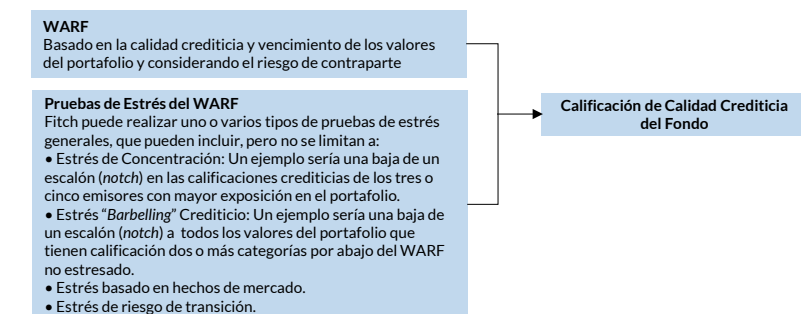 WARF
Basado en la calidad crediticia y vencimiento de los valores
del portafolio y considerando el riesgo de contraparte
Pruebas de Estrés del WARF
Fitch puede realizar uno o varios tipos de pruebas de estrés
generales, que pueden incluir, pero no se limitan a:
• Estrés de Concentración: Un ejemplo sería una baja de un
escalón (notch) en las calificaciones crediticias de los tres o
cinco emisores con mayor exposición en el portafolio.
• Estrés “Barbelling” Crediticio: Un ejemplo sería una baja de
un escalón (notch) a todos los valores del portafolio que
tienen calificación dos o más categorías por abajo del WARF
no estresado.
• Estrés basado en hechos de mercado.
• Estrés de riesgo de transición.
Calificación de Calidad Crediticia
del Fondo